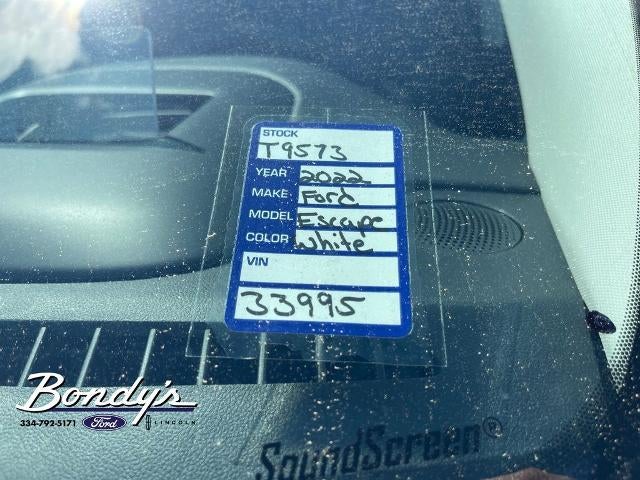 STOCK
T9573
YEAR 2022
MAKE Ford
MODEL Escape
COLOR White
VIN
33995
Bondy's
334-792-5171 Ford LINCOLN
SoundScreen®